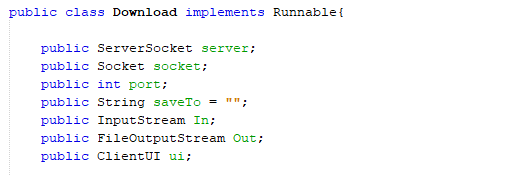 public class Download implements Runnable{
public ServerSocket server;
public Socket socket;
public int port;
public String saveTo = "";
public InputStream In;
public FileOutputStream Out;
public ClientUI ui;